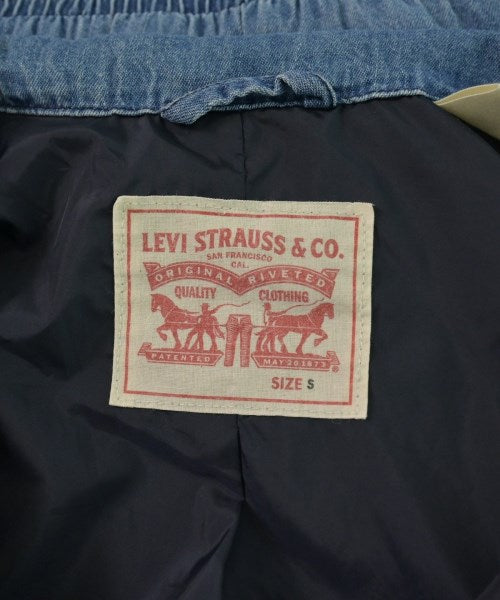 LEVI STRAUSS & CO.
SAN FRANCISCO
CAL.
ORIGINAL RIVETED
QUALITY CLOTHING
PATENTED MAY 20 1873
SIZE S